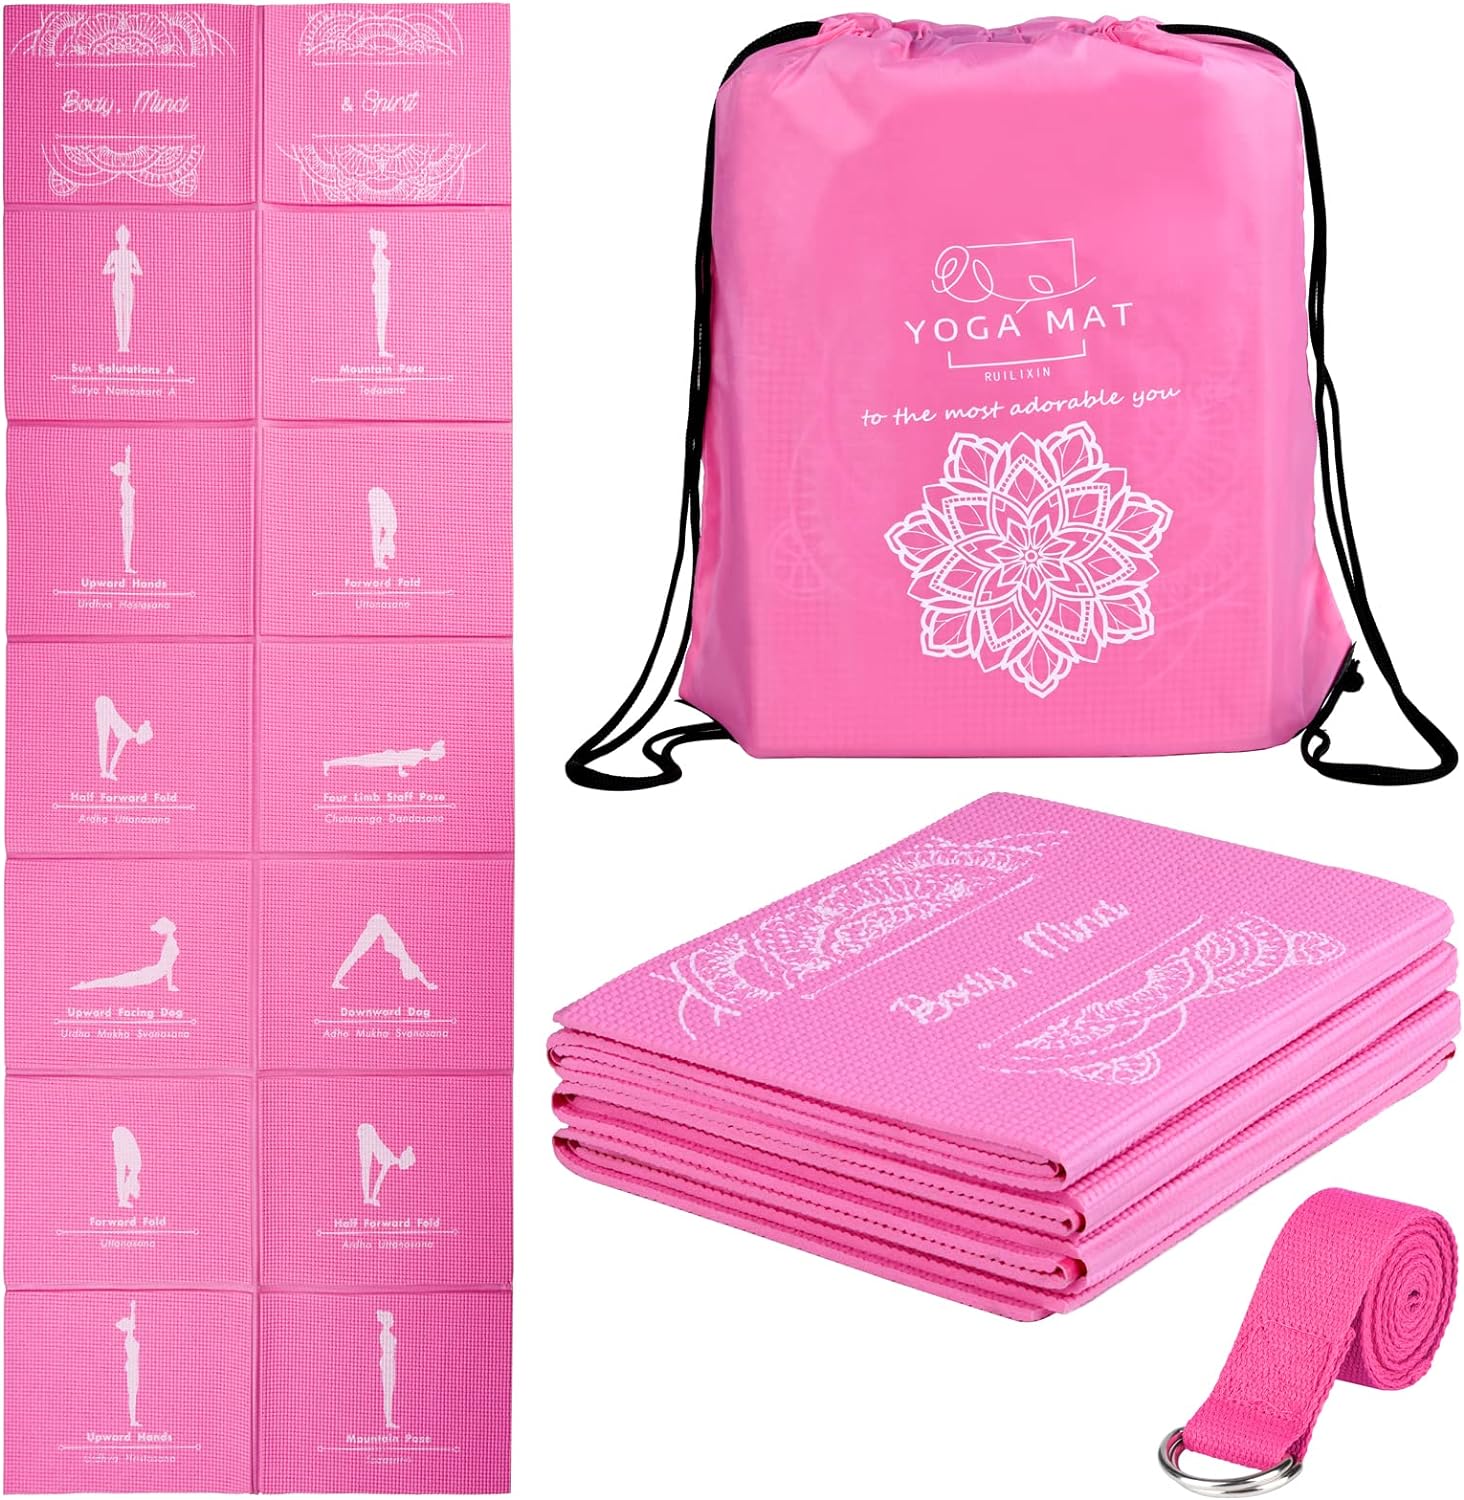 Body, Mind
& Spirit
Sun Salutations A
Surya Namaskara A
Mountain Pose
Tadasana
Upward Hands
Urdhva Hastasana
Forward Fold
Uttanasana
Half Forward Fold
Ardha Uttanasana
Four Limb Staff Pose
Chaturanga Dandasana
Upward Facing Dog
Urdha Mukha Svanasana
Downward Dog
Adho Mukha Svanasana
Forward Fold
Uttanasana
Half Forward Fold
Ardha Uttanasana
Upward Hands
Urdhva Hastasana
Mountain Pose
Tadasana
YOGA MAT
RUILIXIN
to the most adorable you
Body, Mind